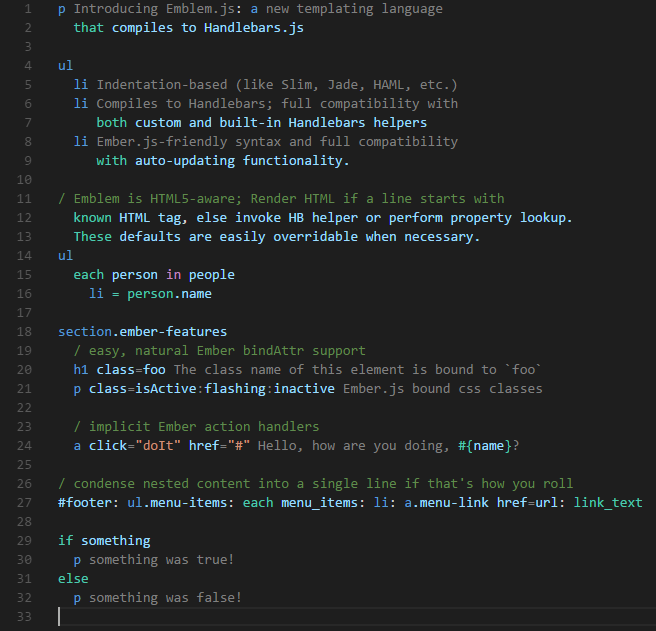 1 p Introducing Emblem.js: a new templating language
2   that compiles to Handlebars.js
3
4 ul
5   li Indentation-based (like Slim, Jade, HAML, etc.)
6   li Compiles to Handlebars; full compatibility with
7      both custom and built-in Handlebars helpers
8   li Ember.js-friendly syntax and full compatibility
9      with auto-updating functionality.
10
11 / Emblem is HTML5-aware; Render HTML if a line starts with
12   known HTML tag, else invoke HB helper or perform property lookup.
13   These defaults are easily overridable when necessary.
14 ul
15   each person in people
16     li = person.name
17
18 section.ember-features
19   / easy, natural Ember bindAttr support
20   h1 class=foo The class name of this element is bound to `foo`
21   p class=isActive:flashing:inactive Ember.js bound css classes
22
23   / implicit Ember action handlers
24   a click="doIt" href="#" Hello, how are you doing, #{name}?
25
26 / condense nested content into a single line if that's how you roll
27 #footer: ul.menu-items: each menu_items: li: a.menu-link href=url: link_text
28
29 if something
30   p something was true!
31 else
32   p something was false!
33